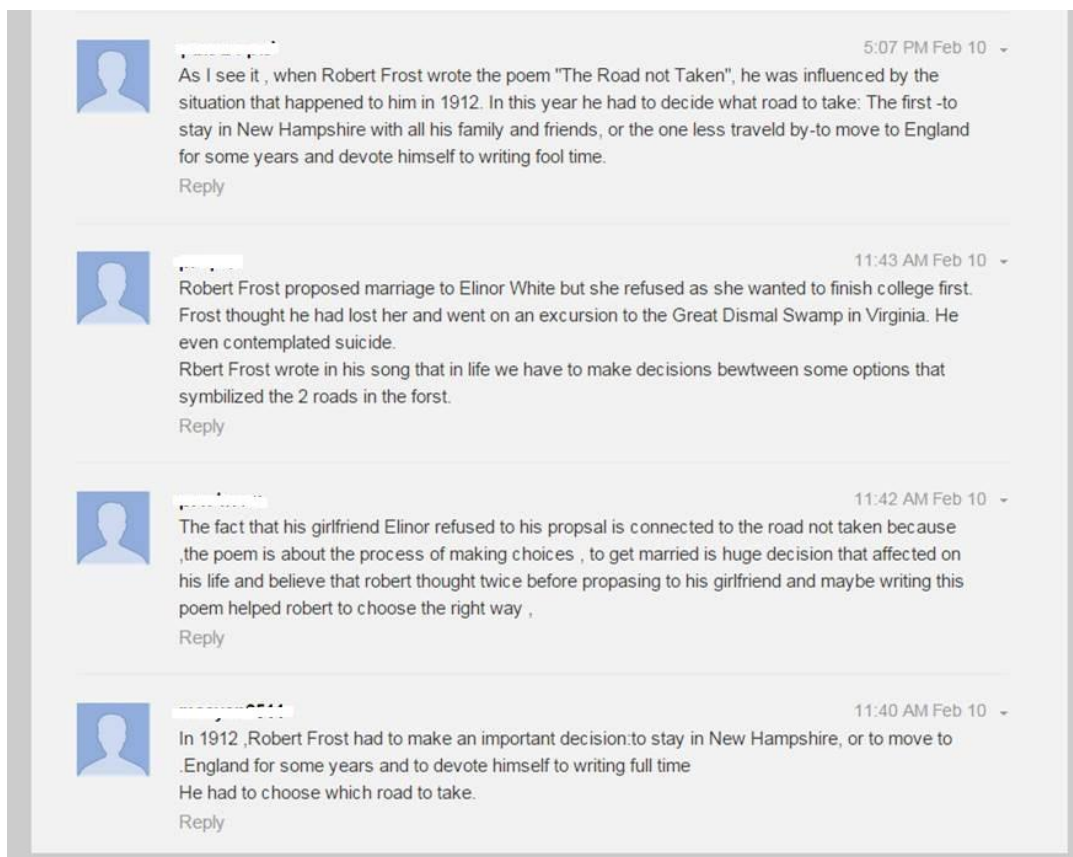 5:07 PM Feb 10
As I see it , when Robert Frost wrote the poem "The Road not Taken", he was influenced by the
situation that happened to him in 1912. In this year he had to decide what road to take: The first -to
stay in New Hampshire with all his family and friends, or the one less traveld by-to move to England
for some years and devote himself to writing fool time.
Reply
11:43 AM Feb 10
Robert Frost proposed marriage to Elinor White but she refused as she wanted to finish college first.
Frost thought he had lost her and went on an excursion to the Great Dismal Swamp in Virginia. He
even contemplated suicide.
Rbert Frost wrote in his song that in life we have to make decisions bewtween some options that
symbilized the 2 roads in the forst.
Reply
11:42 AM Feb 10
The fact that his girlfriend Elinor refused to his propsal is connected to the road not taken because
,the poem is about the process of making choices , to get married is huge decision that affected on
his life and believe that robert thought twice before propasing to his girlfriend and maybe writing this
poem helped robert to choose the right way ,
Reply
11:40 AM Feb 10
In 1912 ,Robert Frost had to make an important decision:to stay in New Hampshire, or to move to
.England for some years and to devote himself to writing full time
He had to choose which road to take.
Reply